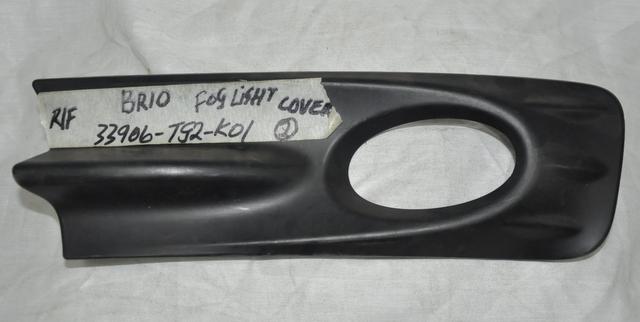 BRIO FOG LIGHT COVER
R/F 33906-TG2-K01 ②